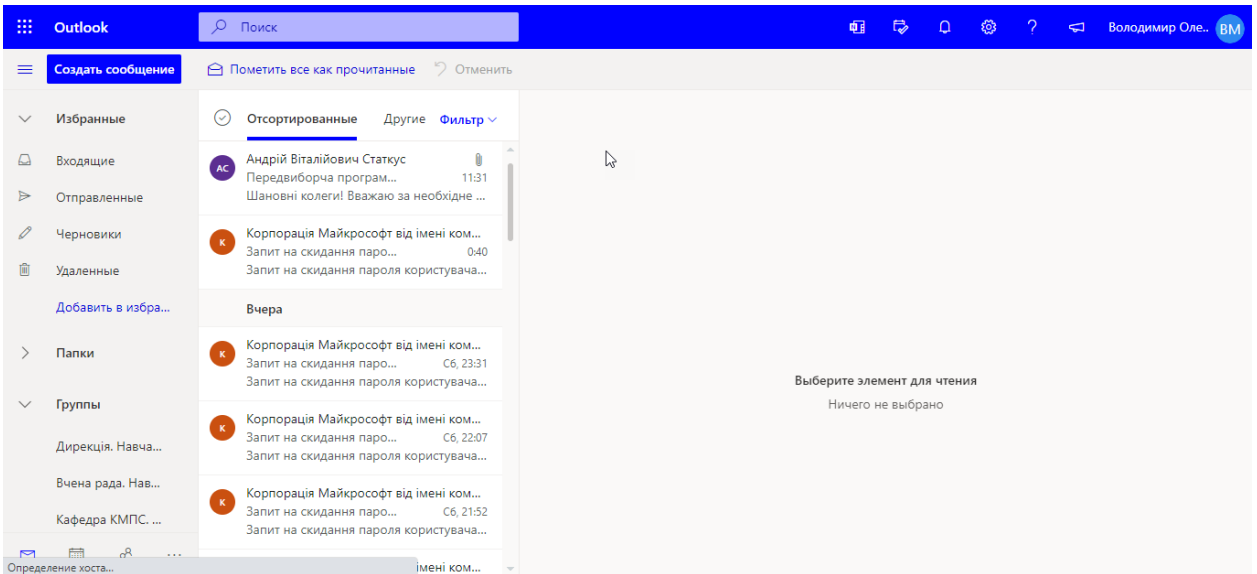 Outlook
Поиск
Володимир Оле..
ВМ
Создать сообщение
Пометить все как прочитанные
Отменить
Избранные
Входящие
Отправленные
Черновики
Удаленные
Добавить в избра...
Папки
Группы
Дирекція. Навча...
Вчена рада. Нав...
Кафедра КМПС. ...
Определение хоста...
Отсортированные
Другие
Фильтр
АС
Андрій Віталійович Статкус
Передвиборча програм... 11:31
Шановні колеги! Вважаю за необхідне ...
К
Корпорація Майкрософт від імені ком...
Запит на скидання паро... 0:40
Запит на скидання пароля користувача...
Вчера
К
Корпорація Майкрософт від імені ком...
Запит на скидання паро... Сб, 23:31
Запит на скидання пароля користувача...
К
Корпорація Майкрософт від імені ком...
Запит на скидання паро... Сб, 22:07
Запит на скидання пароля користувача...
К
Корпорація Майкрософт від імені ком...
Запит на скидання паро... Сб, 21:52
Запит на скидання пароля користувача...
імені ком...
Выберите элемент для чтения
Ничего не выбрано